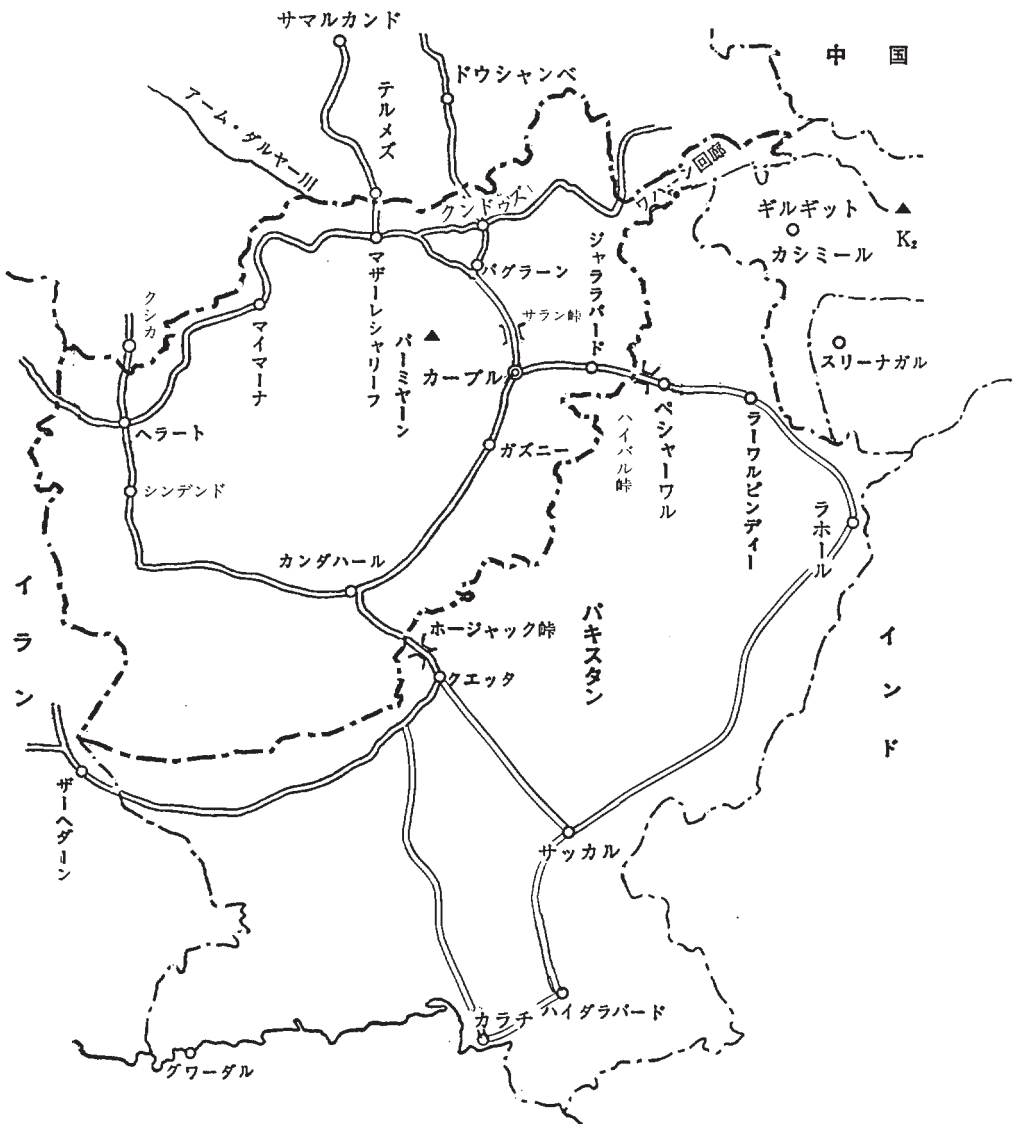 サマルカンド
中国
ドウシャンベ
テルメズ
アーム・ダルヤー川
ワハーン回廊
クンドゥズ
ギルギット
K₂
カシミール
ジャララバード
マザーレシャリーフ
バグラーン
クシカ
マイマーナ
サラン峠
バーミヤーン
スリーナガル
カーブル
ヘラート
ガズニー
ハイバル峠
ペシャーワル
ラーワルピンディー
シンデンド
ラホール
カンダハール
イラン
パキスタン
ホージャック峠
インド
クエッタ
ザーヘダーン
サッカル
カラチ
ハイダラバード
グワーダル